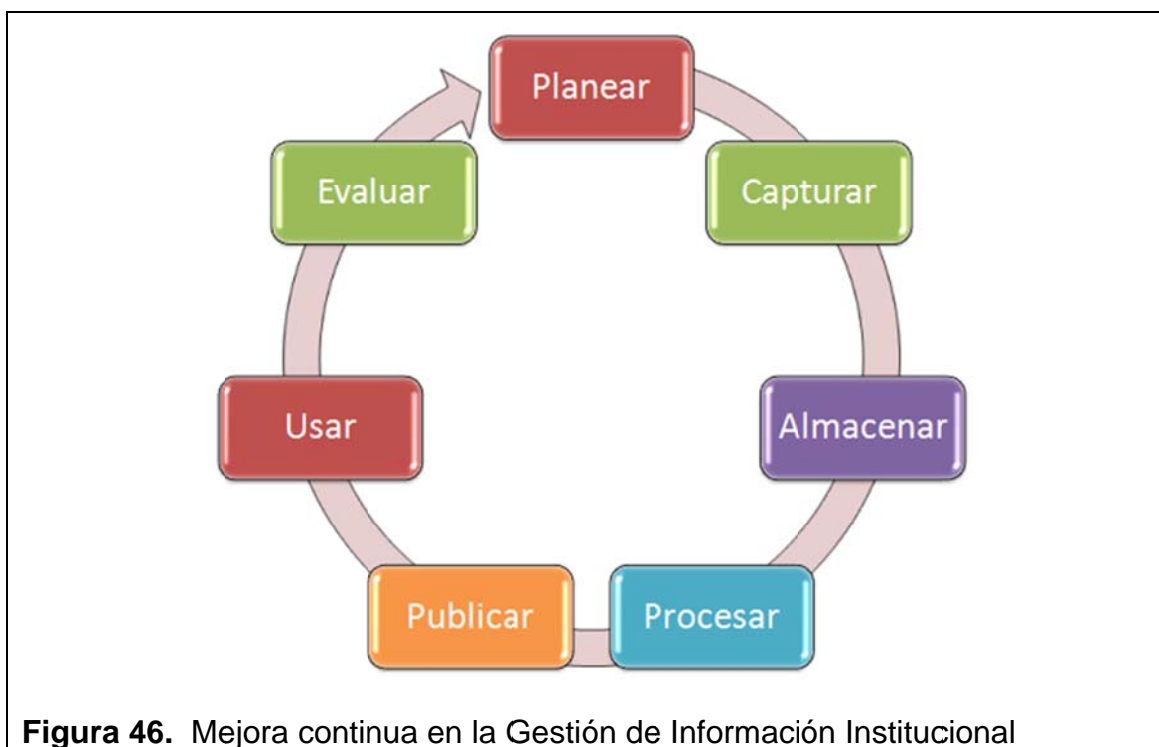 Planear
Capturar
Almacenar
Procesar
Publicar
Usar
Evaluar
Figura 46. Mejora continua en la Gestión de Información Institucional